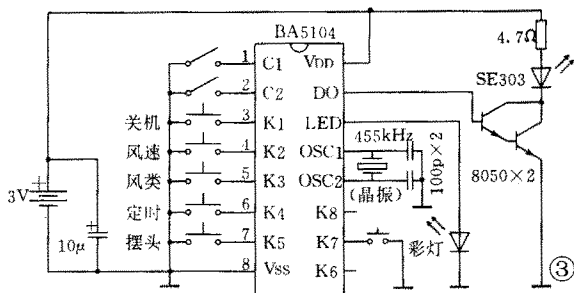 BA5104
4.7Ω
SE303
1 C1 VDD
2 C2 DO
关机 3 K1 LED
455kHz
风速 4 K2 OSC1
风类 5 K3 OSC2
(晶振)
100p×2
8050×2
定时 6 K4 K8
摆头 7 K5 K7
8 VSS K6
彩灯
3V
10μ
③